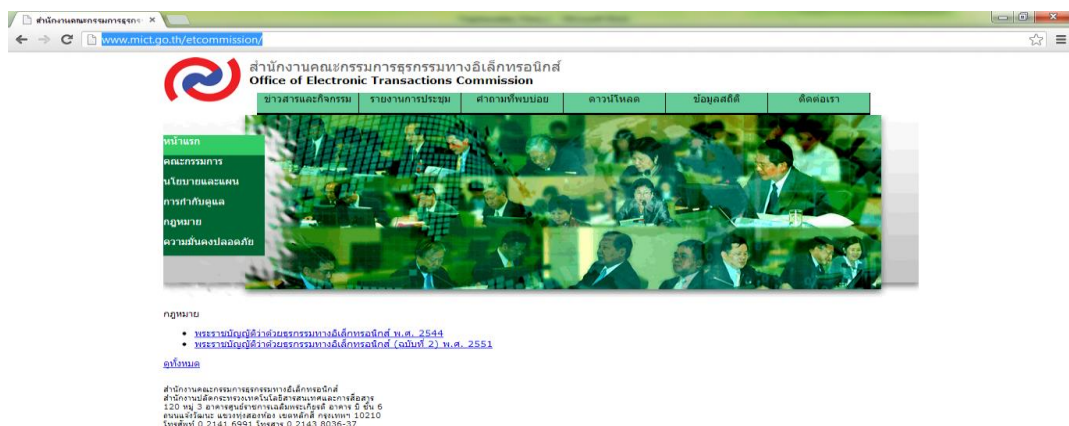 สำนักงานคณะกรรมการธุรกร
www.mict.go.th/etcommission/
สำนักงานคณะกรรมการธุรกรรมทางอิเล็กทรอนิกส์
Office of Electronic Transactions Commission
ข่าวสารและกิจกรรม รายงานการประชุม คำถามที่พบบ่อย ดาวน์โหลด ข้อมูลสถิติ ติดต่อเรา
หน้าแรก
คณะกรรมการ
นโยบายและแผน
การกำกับดูแล
กฎหมาย
ความมั่นคงปลอดภัย
กฎหมาย
พระราชบัญญัติว่าด้วยธุรกรรมทางอิเล็กทรอนิกส์ พ.ศ. 2544
พระราชบัญญัติว่าด้วยธุรกรรมทางอิเล็กทรอนิกส์ (ฉบับที่ 2) พ.ศ. 2551
ดูทั้งหมด
สำนักงานคณะกรรมการธุรกรรมทางอิเล็กทรอนิกส์
สำนักงานปลัดกระทรวงเทคโนโลยีสารสนเทศและการสื่อสาร
120 หมู่ 3 อาคารศูนย์ราชการเฉลิมพระเกียรติ อาคาร บี ชั้น 6
ถนนแจ้งวัฒนะ แขวงทุ่งสองห้อง เขตหลักสี่ กรุงเทพฯ 10210
โทรศัพท์ 0 2141 6991 โทรสาร 0 2143 8036-37